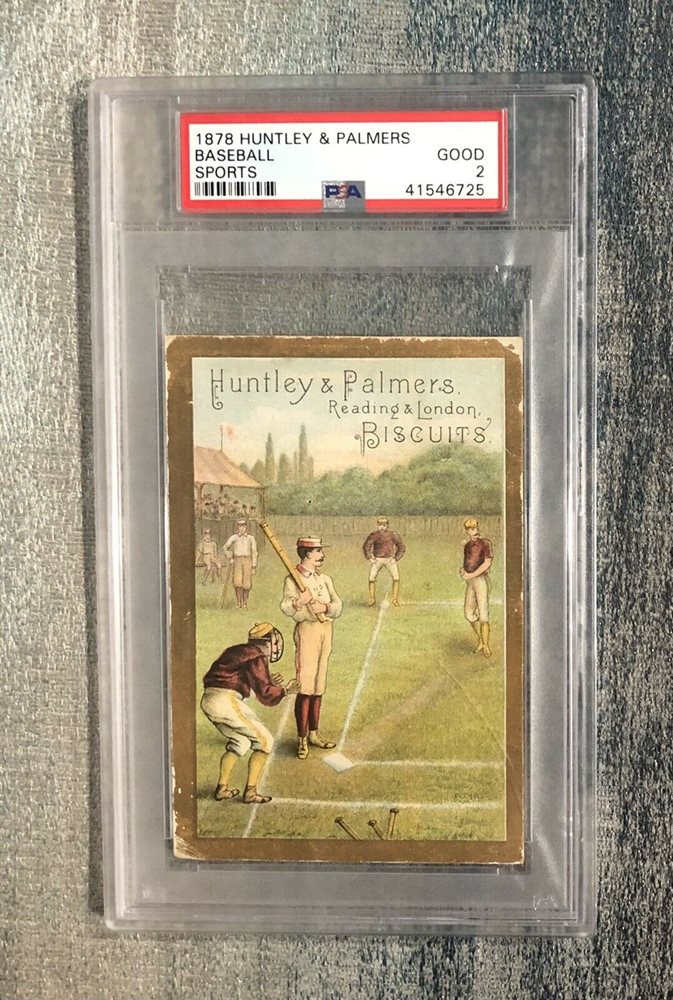 1878 HUNTLEY & PALMERS
BASEBALL GOOD
SPORTS 2
PSA 41546725
Huntley & Palmers.
Reading & London,
BISCUITS.